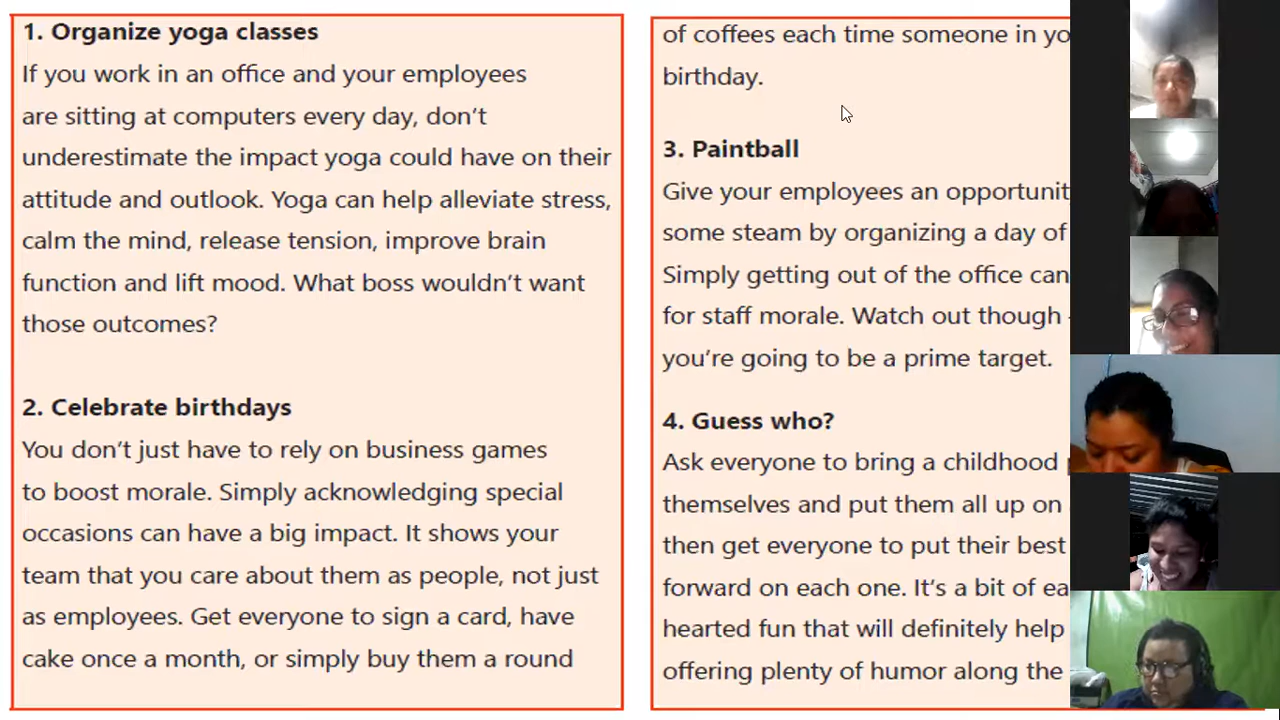 1. Organize yoga classes
If you work in an office and your employees
are sitting at computers every day, don't
underestimate the impact yoga could have on their
attitude and outlook. Yoga can help alleviate stress,
calm the mind, release tension, improve brain
function and lift mood. What boss wouldn't want
those outcomes?
2. Celebrate birthdays
You don't just have to rely on business games
to boost morale. Simply acknowledging special
occasions can have a big impact. It shows your
team that you care about them as people, not just
as employees. Get everyone to sign a card, have
cake once a month, or simply buy them a round
of coffees each time someone in
birthday.
3. Paintball
Give your employees an
some steam by organizing a day of
Simply getting out of the office can
for staff morale. Watch out though
you're going to be a prime target.
4. Guess who?
Ask everyone to bring a childhood
themselves and put them all up on
then get everyone to put their best
forward on each one. It's a bit of
hearted fun that will definitely help
offering plenty of humor along the